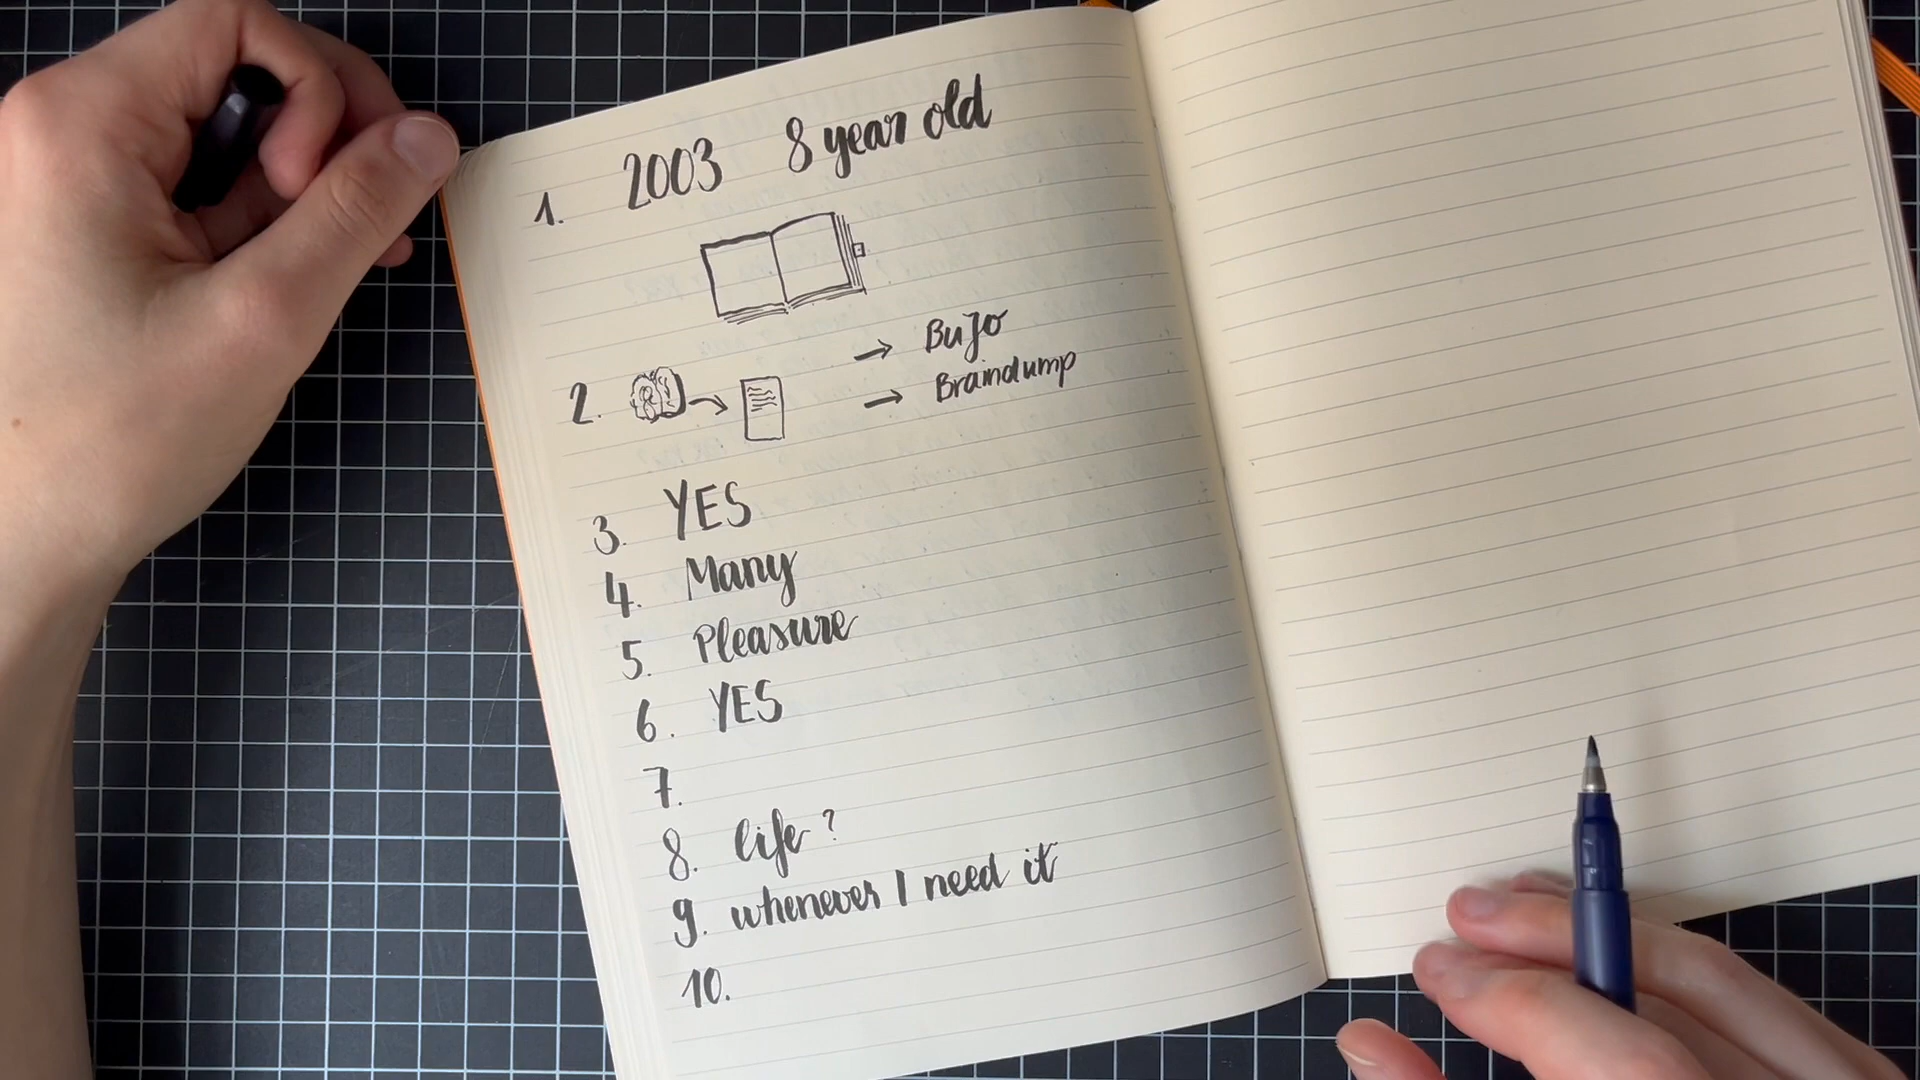 1. 2003 8 year old
2. → BuJo
→ Braindump
3. YES
4. Many
5. Pleasure
6. YES
7.
8. life?
9. whenever I need it
10.